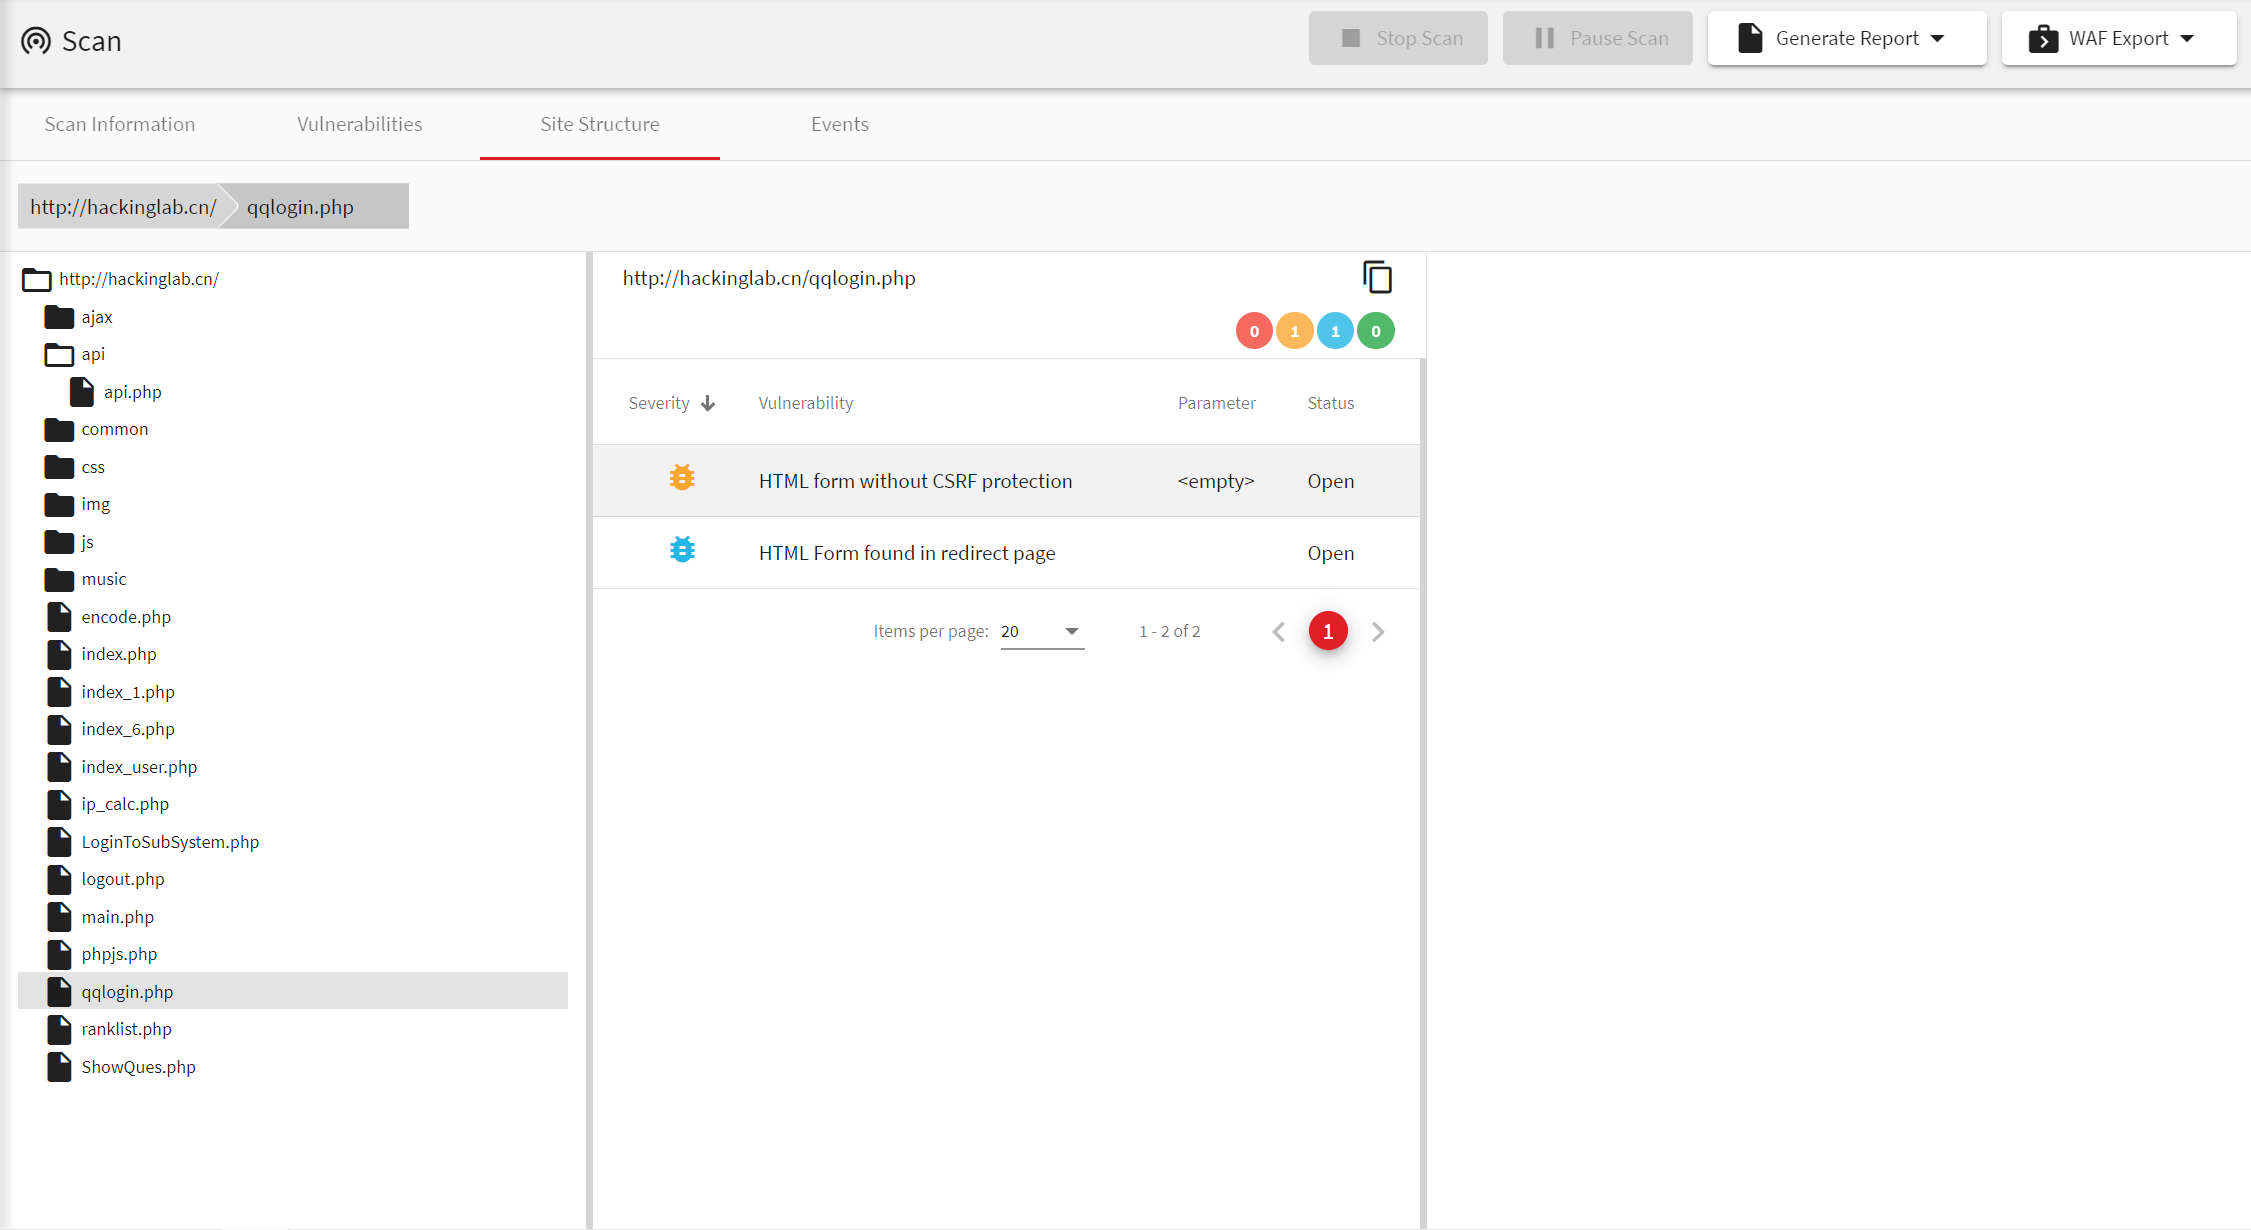 Scan
Stop Scan
Pause Scan
Generate Report
WAF Export
Scan Information
Vulnerabilities
Site Structure
Events
http://hackinglab.cn/
qqlogin.php
http://hackinglab.cn/
ajax
api
api.php
common
css
img
js
music
encode.php
index.php
index_1.php
index_6.php
index_user.php
ip_calc.php
LoginToSubSystem.php
logout.php
main.php
phpjs.php
qqlogin.php
ranklist.php
ShowQues.php
http://hackinglab.cn/qqlogin.php
0 1 1 0
Severity Vulnerability Parameter Status
HTML form without CSRF protection <empty> Open
HTML Form found in redirect page Open
Items per page: 20 1 - 2 of 2 1